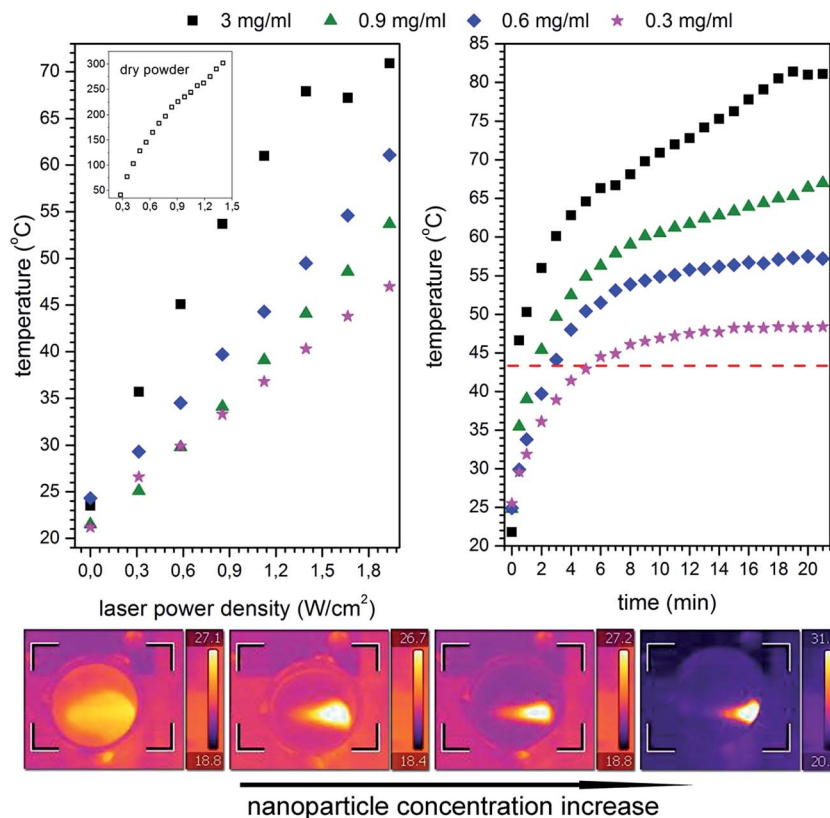 3 mg/ml 0.9 mg/ml 0.6 mg/ml 0.3 mg/ml
temperature (°C)
70
65
60
55
50
45
40
35
30
25
20
0,0 0,3 0,6 0,9 1,2 1,5 1,8
laser power density (W/cm²)
dry powder
300
250
200
150
100
50
0,3 0,6 0,9 1,2 1,5
temperature (°C)
85
80
75
70
65
60
55
50
45
40
35
30
25
20
0 2 4 6 8 10 12 14 16 18 20
time (min)
27.1 26.7 27.2 31.
18.8 18.4 18.8 20.
nanoparticle concentration increase